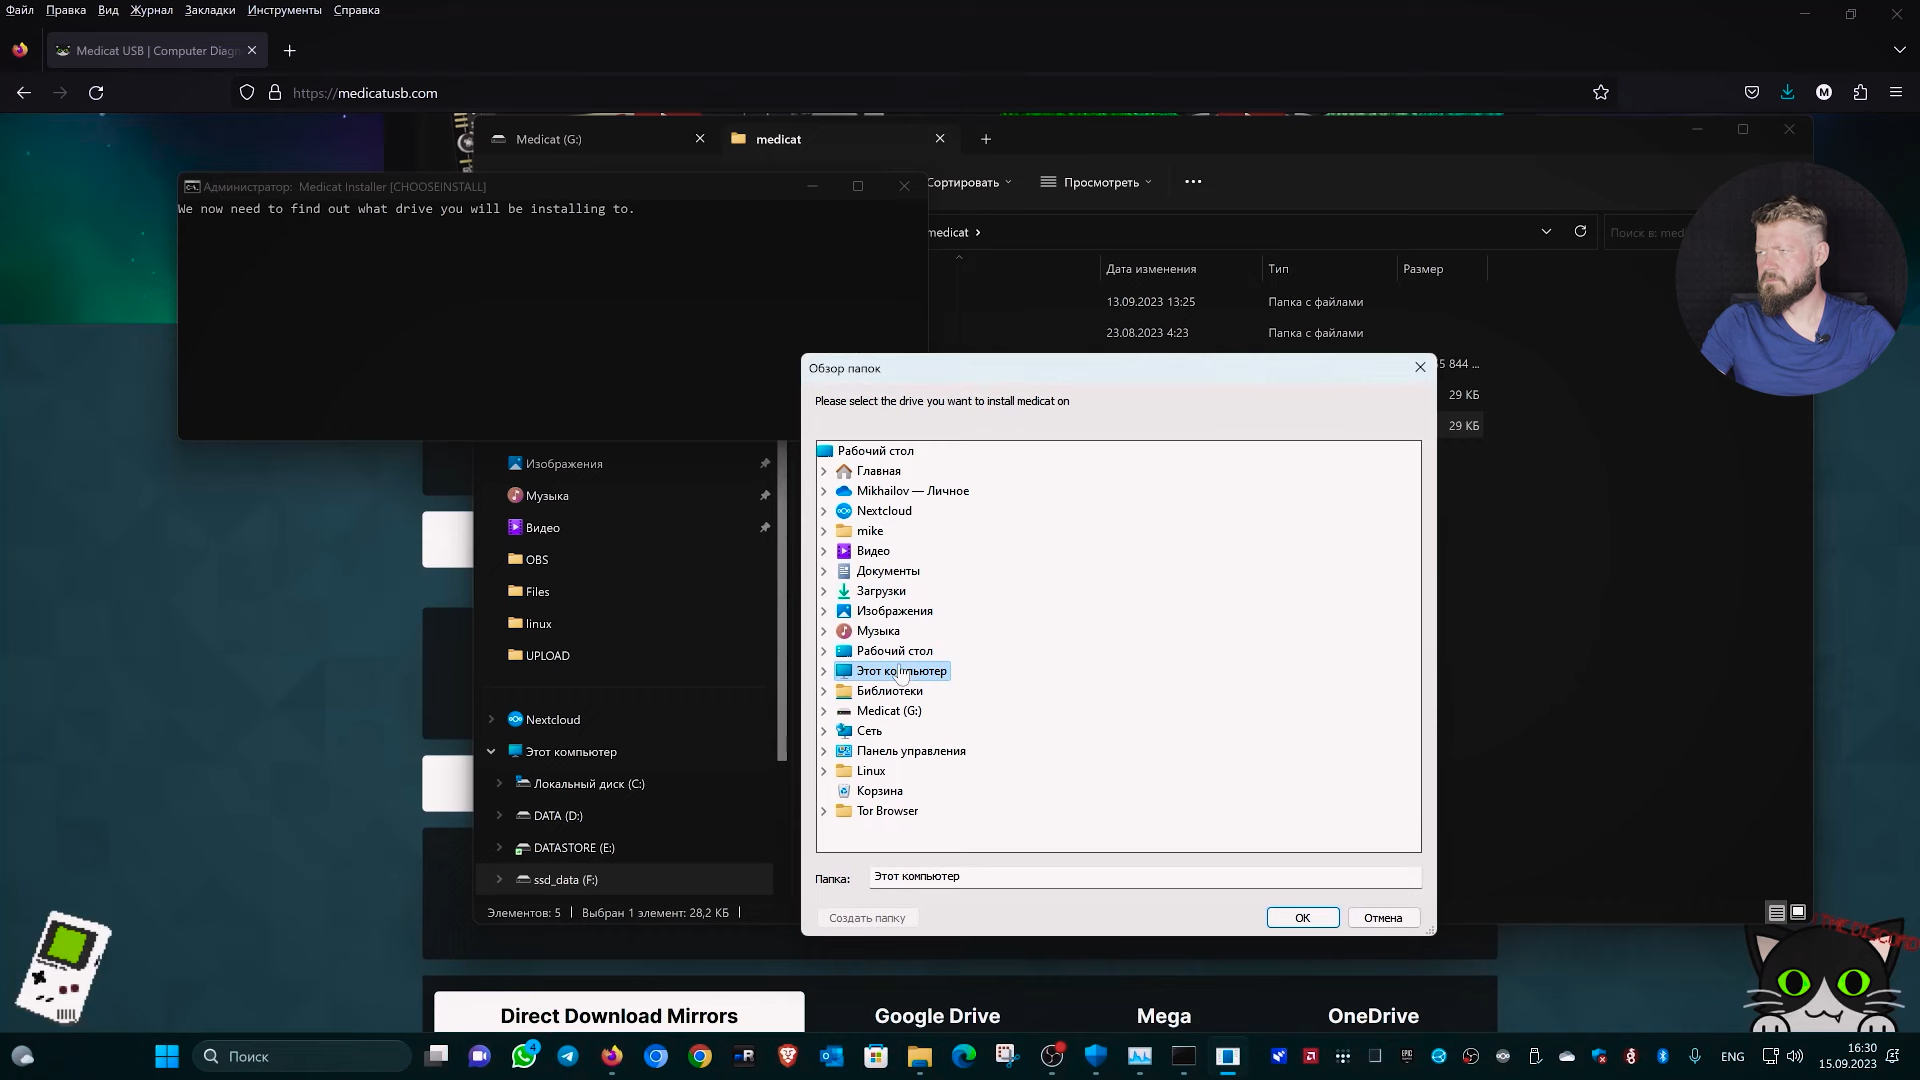 Файл Правка Вид Журнал Закладки Инструменты Справка
Medicat USB | Computer Diagn
https://medicatusb.com
Medicat (G:)
medicat
Администратор: Medicat Installer [CHOOSEINSTALL]
We now need to find out what drive you will be installing to.
Сортировать
Просмотреть
medicat
Поиск в: med
Дата изменения Тип Размер
13.09.2023 13:25 Папка с файлами
23.08.2023 4:23 Папка с файлами
5 844 ...
29 КБ
29 КБ
Обзор папок
Please select the drive you want to install medicat on
Рабочий стол
Главная
Mikhailov — Личное
Nextcloud
mike
Видео
Документы
Загрузки
Изображения
Музыка
Рабочий стол
Этот компьютер
Библиотеки
Medicat (G:)
Сеть
Панель управления
Linux
Корзина
Tor Browser
Папка: Этот компьютер
Создать папку
OK
Отмена
Изображения
Музыка
Видео
OBS
Files
linux
UPLOAD
Nextcloud
Этот компьютер
Локальный диск (C:)
DATA (D:)
DATASTORE (E:)
ssd_data (F:)
Элементов: 5 Выбран 1 элемент: 28,2 КБ
Direct Download Mirrors
Google Drive
Mega
OneDrive
Поиск
4
ENG
16:30
15.09.2023